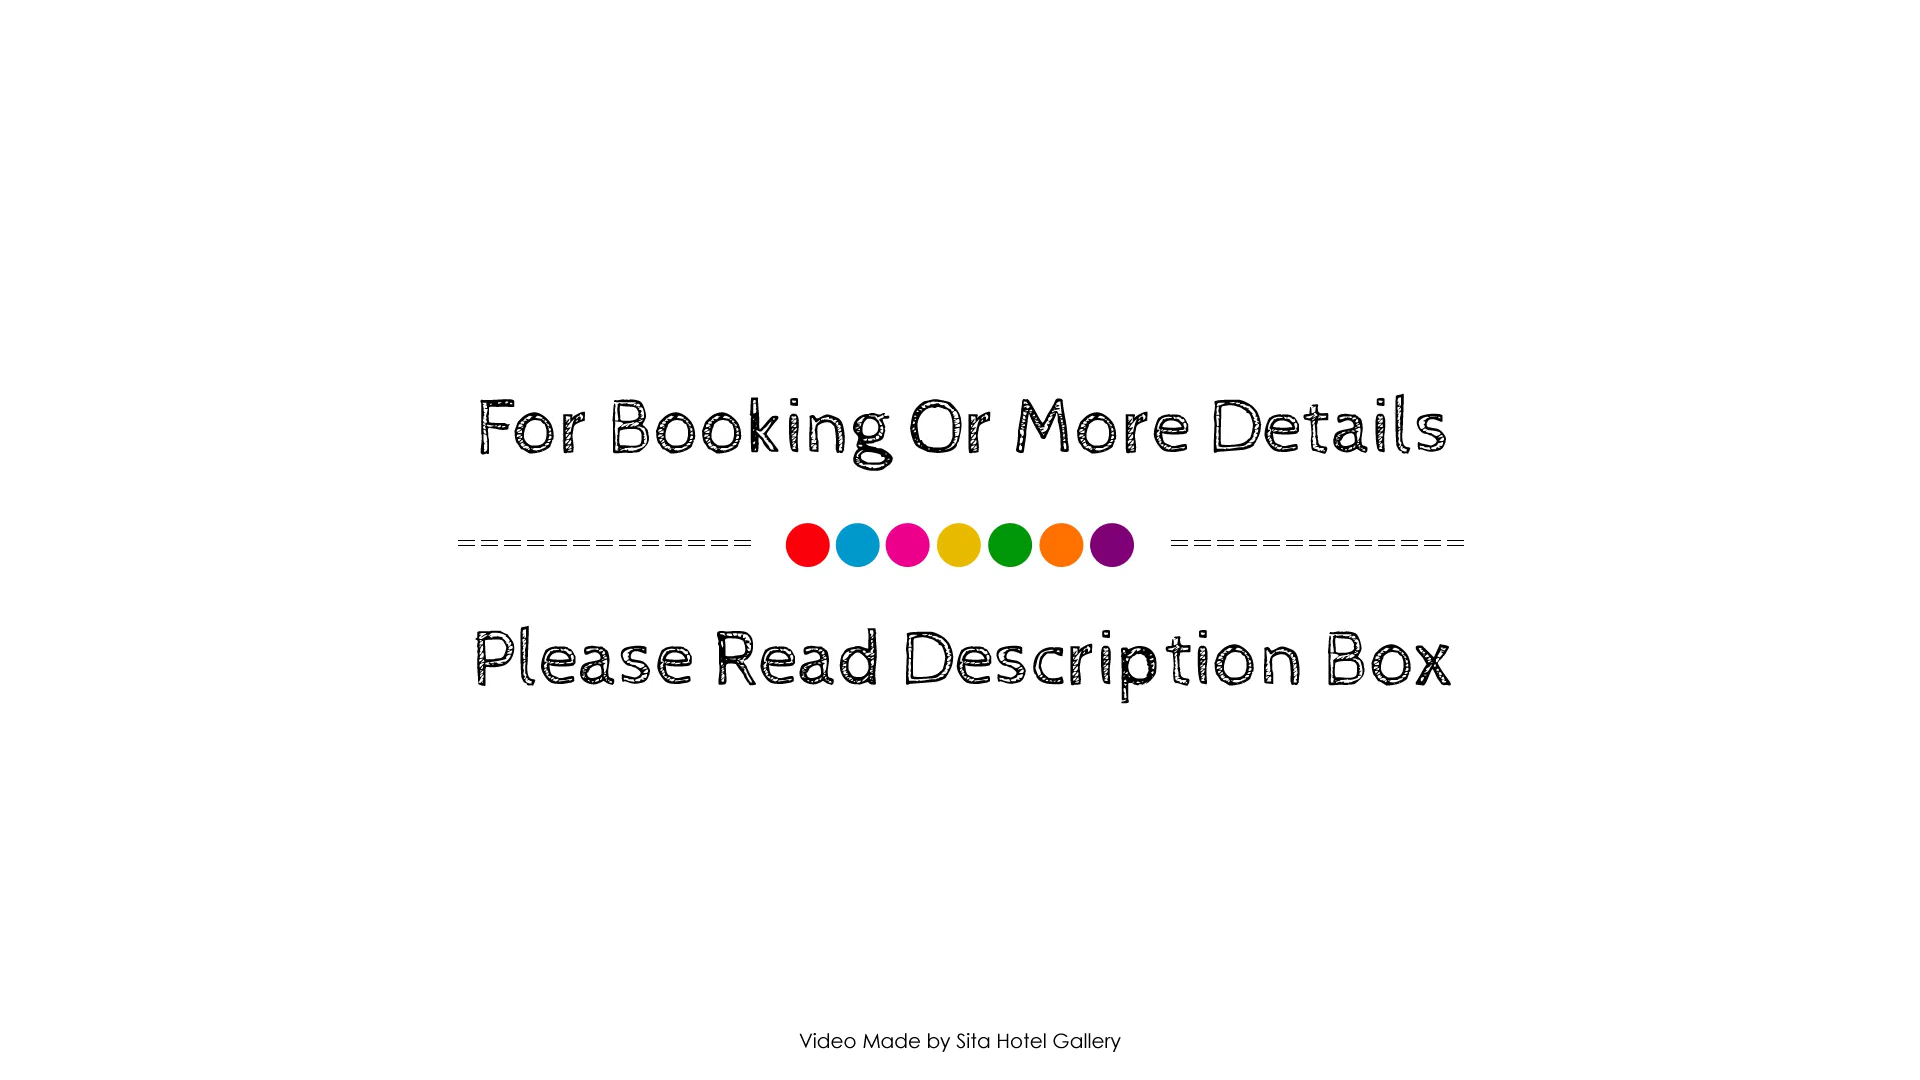 For Booking Or More Details
============= =============
Please Read Description Box
Video Made by Sita Hotel Gallery